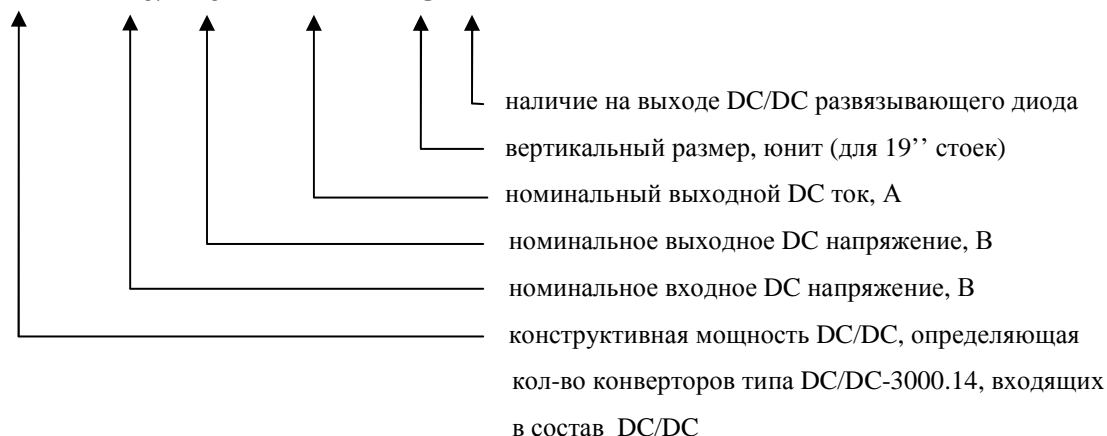 наличие на выходе DC/DC развязывающего диода
вертикальный размер, юнит (для 19’’ стоек)
номинальный выходной DC ток, А
номинальное выходное DC напряжение, В
номинальное входное DC напряжение, В
конструктивная мощность DC/DC, определяющая
кол-во конверторов типа DC/DC-3000.14, входящих
в состав DC/DC